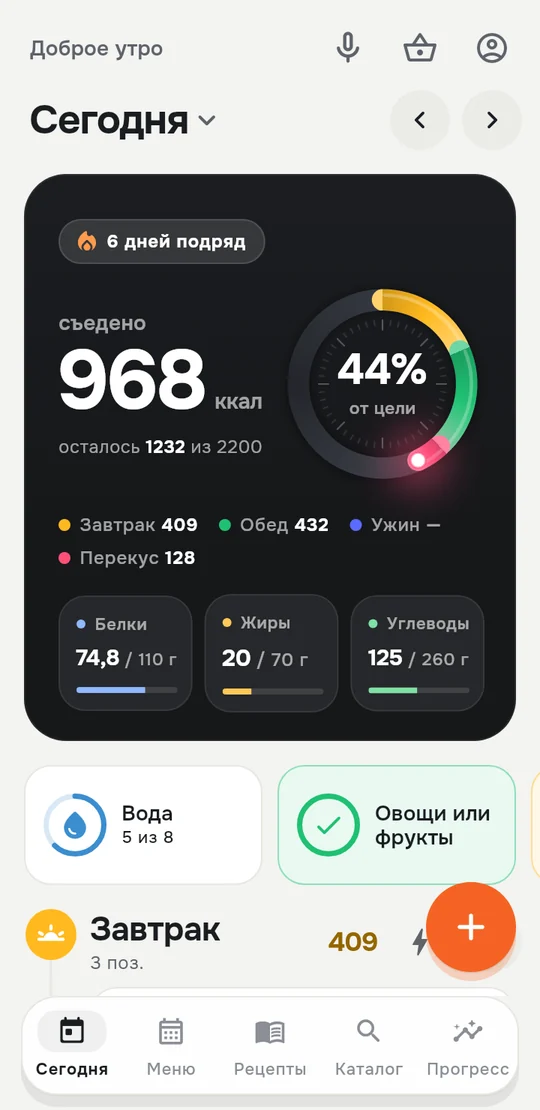 Доброе утро
Сегодня
6 дней подряд
съедено
968 ккал
осталось 1232 из 2200
44%
от цели
Завтрак 409 Обед 432 Ужин —
Перекус 128
Белки
74,8 / 110 г
Жиры
20 / 70 г
Углеводы
125 / 260 г
Вода
5 из 8
Овощи или
фрукты
Завтрак
3 поз.
409
Сегодня
Меню
Рецепты
Каталог
Прогресс